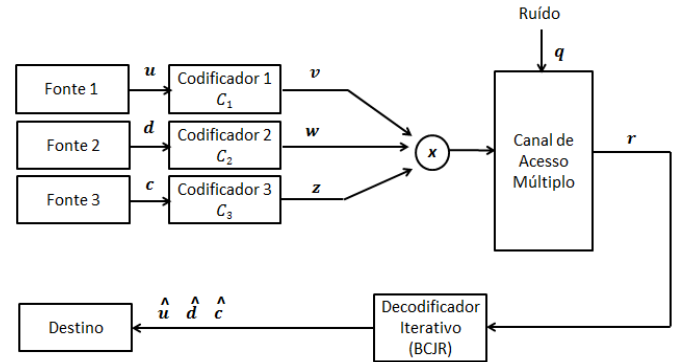 Ruído
q
Fonte 1
u
Codificador 1
C₁
v
Fonte 2
d
Codificador 2
C₂
w
x
Canal de
Acesso
Múltiplo
r
Fonte 3
c
Codificador 3
C₃
z
Destino
û d̂ ĉ
Decodificador
Iterativo
(BCJR)